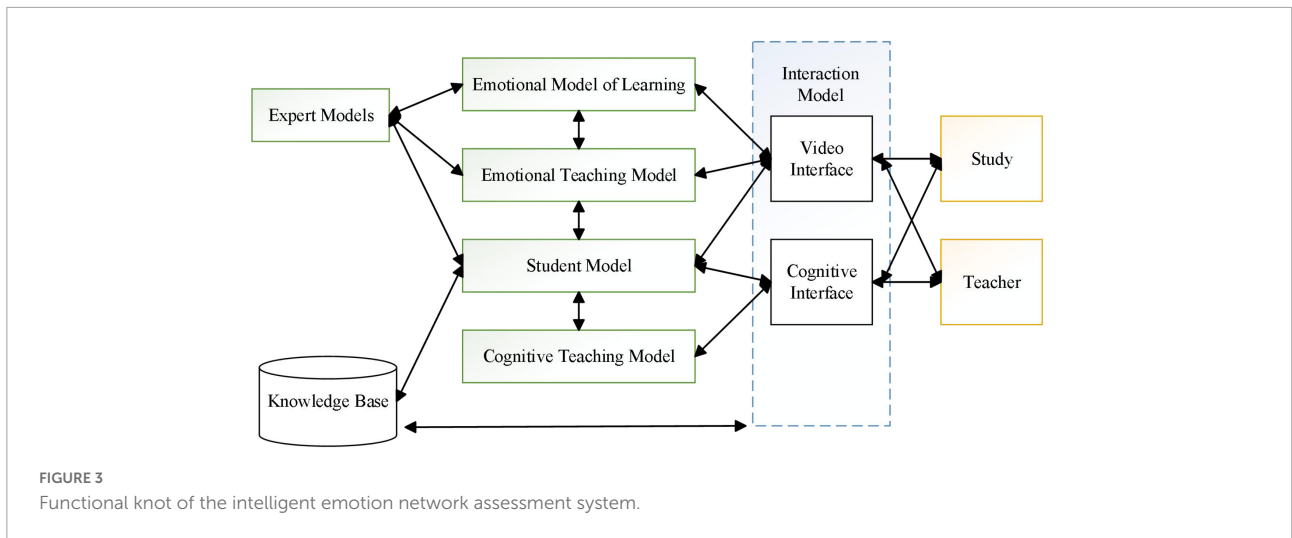 Expert Models
Emotional Model of Learning
Emotional Teaching Model
Student Model
Cognitive Teaching Model
Knowledge Base
Interaction
Model
Video
Interface
Cognitive
Interface
Study
Teacher
FIGURE 3
Functional knot of the intelligent emotion network assessment system.